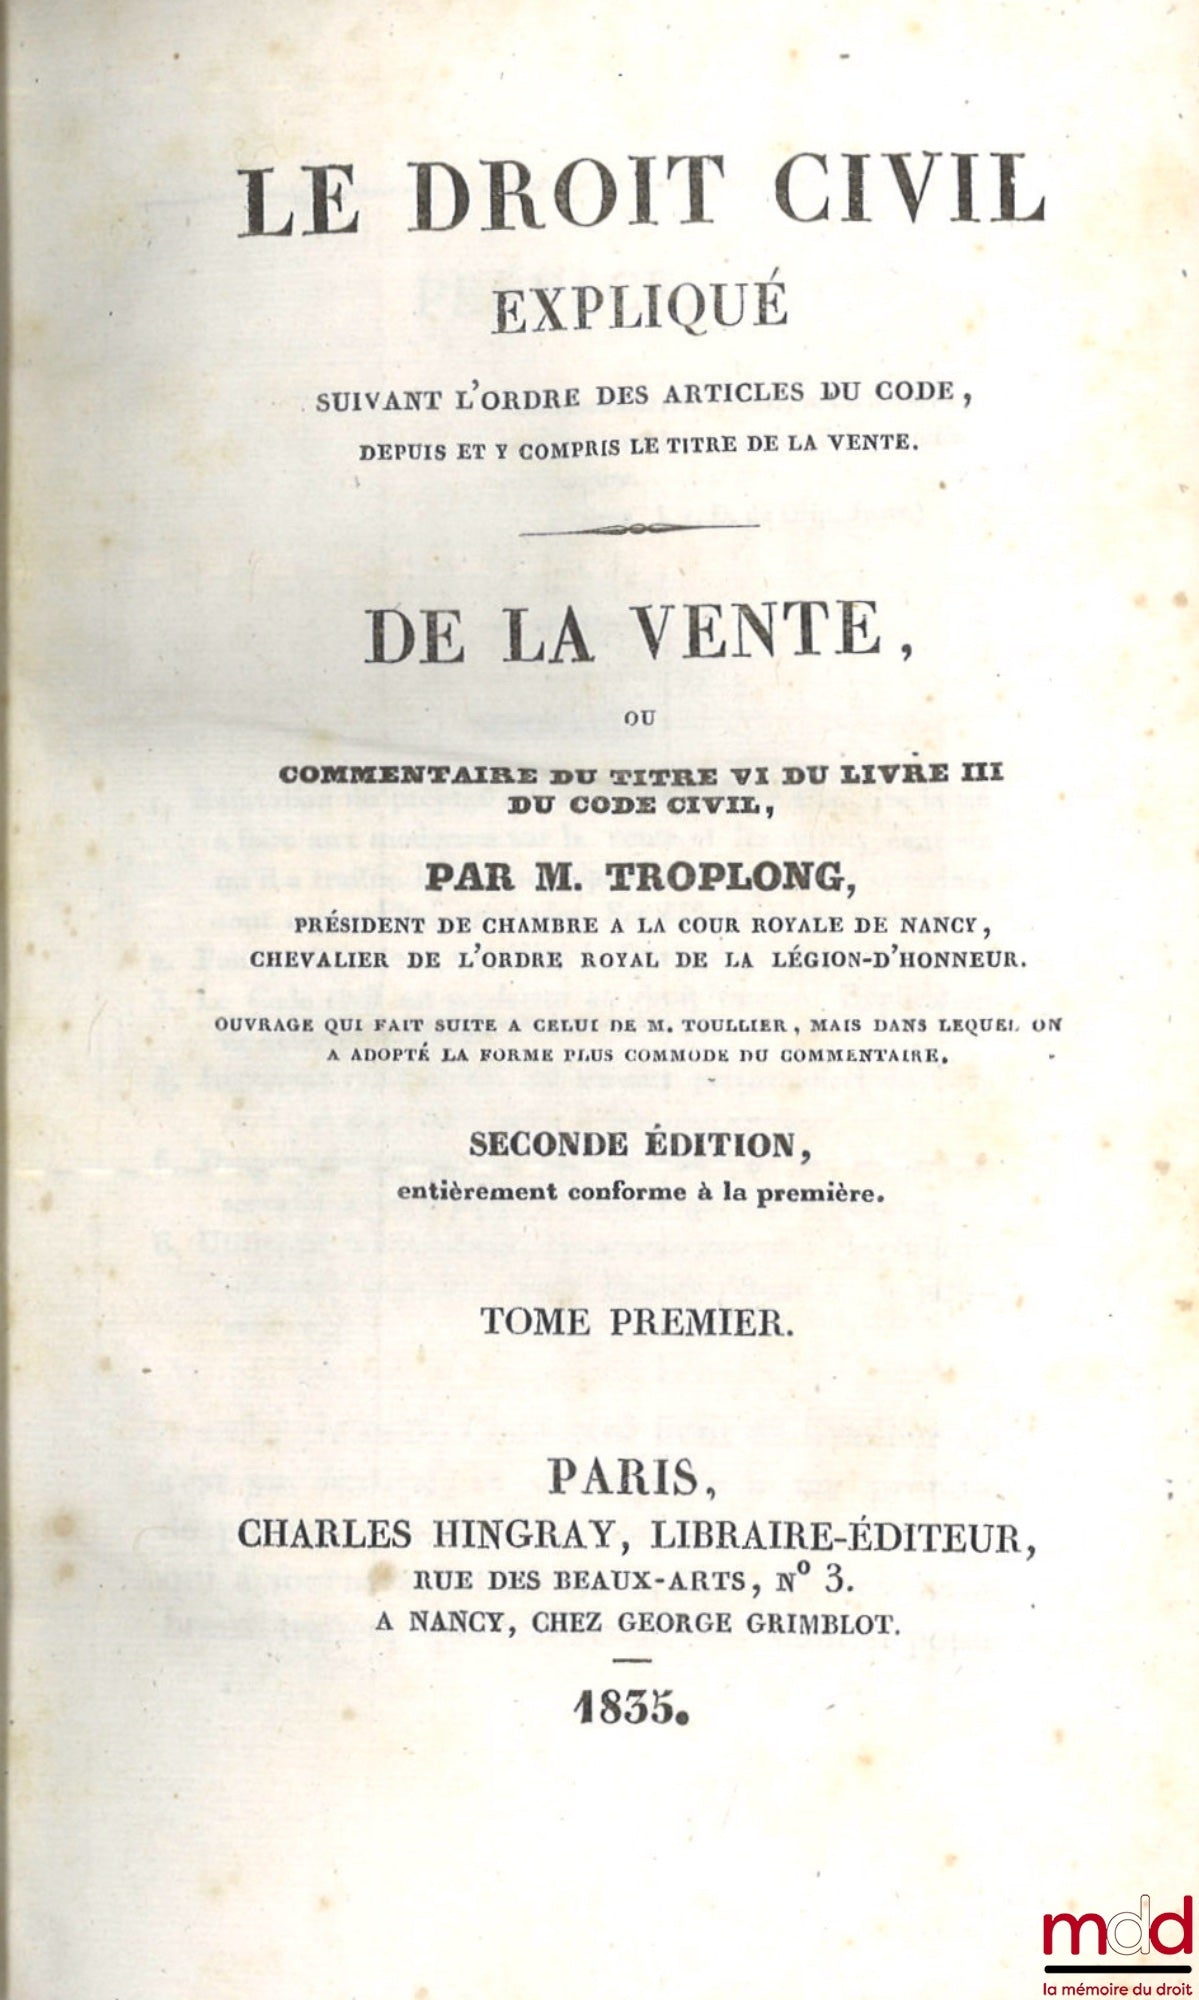 LE DROIT CIVIL
EXPLIQUÉ
SUIVANT L'ORDRE DES ARTICLES DU CODE,
DEPUIS ET Y COMPRIS LE TITRE DE LA VENTE.
DE LA VENTE,
OU
COMMENTAIRE DU TITRE VI DU LIVRE III
DU CODE CIVIL,
PAR M. TROPLONG,
PRÉSIDENT DE CHAMBRE A LA COUR ROYALE DE NANCY,
CHEVALIER DE L'ORDRE ROYAL DE LA LÉGION-D'HONNEUR.
OUVRAGE QUI FAIT SUITE A CELUI DE M. TOULLIER, MAIS DANS LEQUEL ON
A ADOPTÉ LA FORME PLUS COMMODE DU COMMENTAIRE.
SECONDE ÉDITION,
entièrement conforme à la première.
TOME PREMIER.
PARIS,
CHARLES HINGRAY, LIBRAIRE-ÉDITEUR,
RUE DES BEAUX-ARTS, Nº 3.
A NANCY, CHEZ GEORGE GRIMBLOT.
1835.
mdd
la mémoire du droit